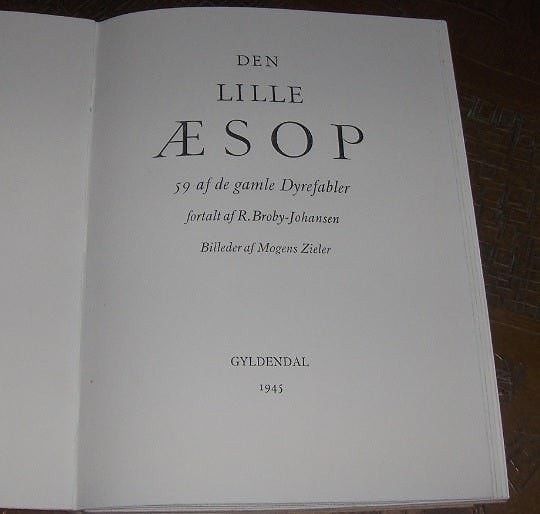 DEN
LILLE
ÆSOP
59 af de gamle Dyrefabler
fortalt af R. Broby-Johansen
Billeder af Mogens Zieler
GYLDENDAL
1945